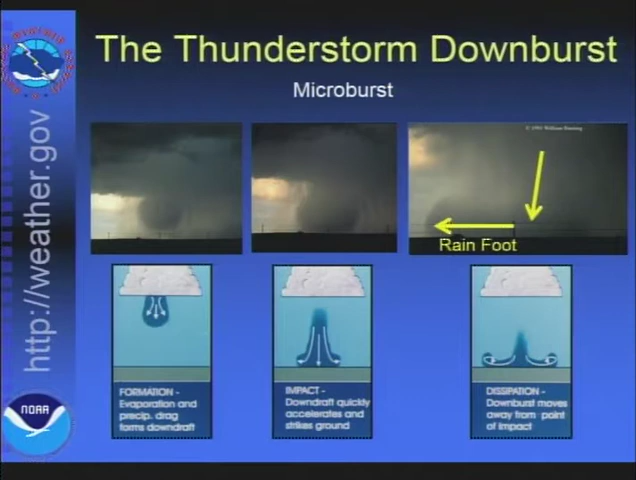 The Thunderstorm Downburst
Microburst
http://weather.gov
Rain Foot
FORMATION -
Evaporation and
precip. drag
forms downdraft
IMPACT -
Downdraft quickly
accelerates and
strikes ground
DISSIPATION -
Downburst moves
away from point
of impact
NOAA